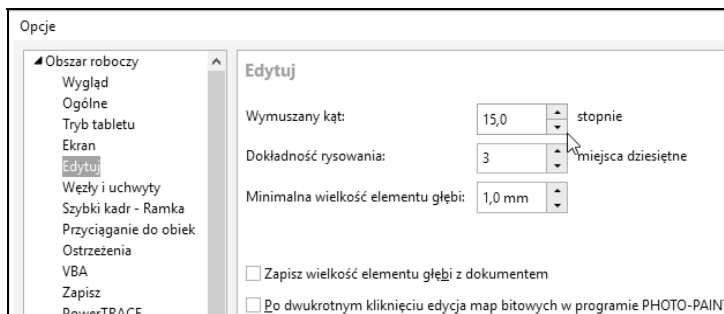 Opcje
Obszar roboczy
Wygląd
Ogólne
Tryb tabletu
Ekran
Edytuj
Węzły i uchwyty
Szybki kadr - Ramka
Przyciąganie do obiek
Ostrzeżenia
VBA
Zapisz
PowerTRACE
Edytuj
Wymuszany kąt: 15,0 stopnie
Dokładność rysowania: 3 miejsca dziesiętne
Minimalna wielkość elementu głębi: 1,0 mm
Zapisz wielkość elementu głębi z dokumentem
Po dwukrotnym kliknięciu edycja map bitowych w programie PHOTO-PAINT